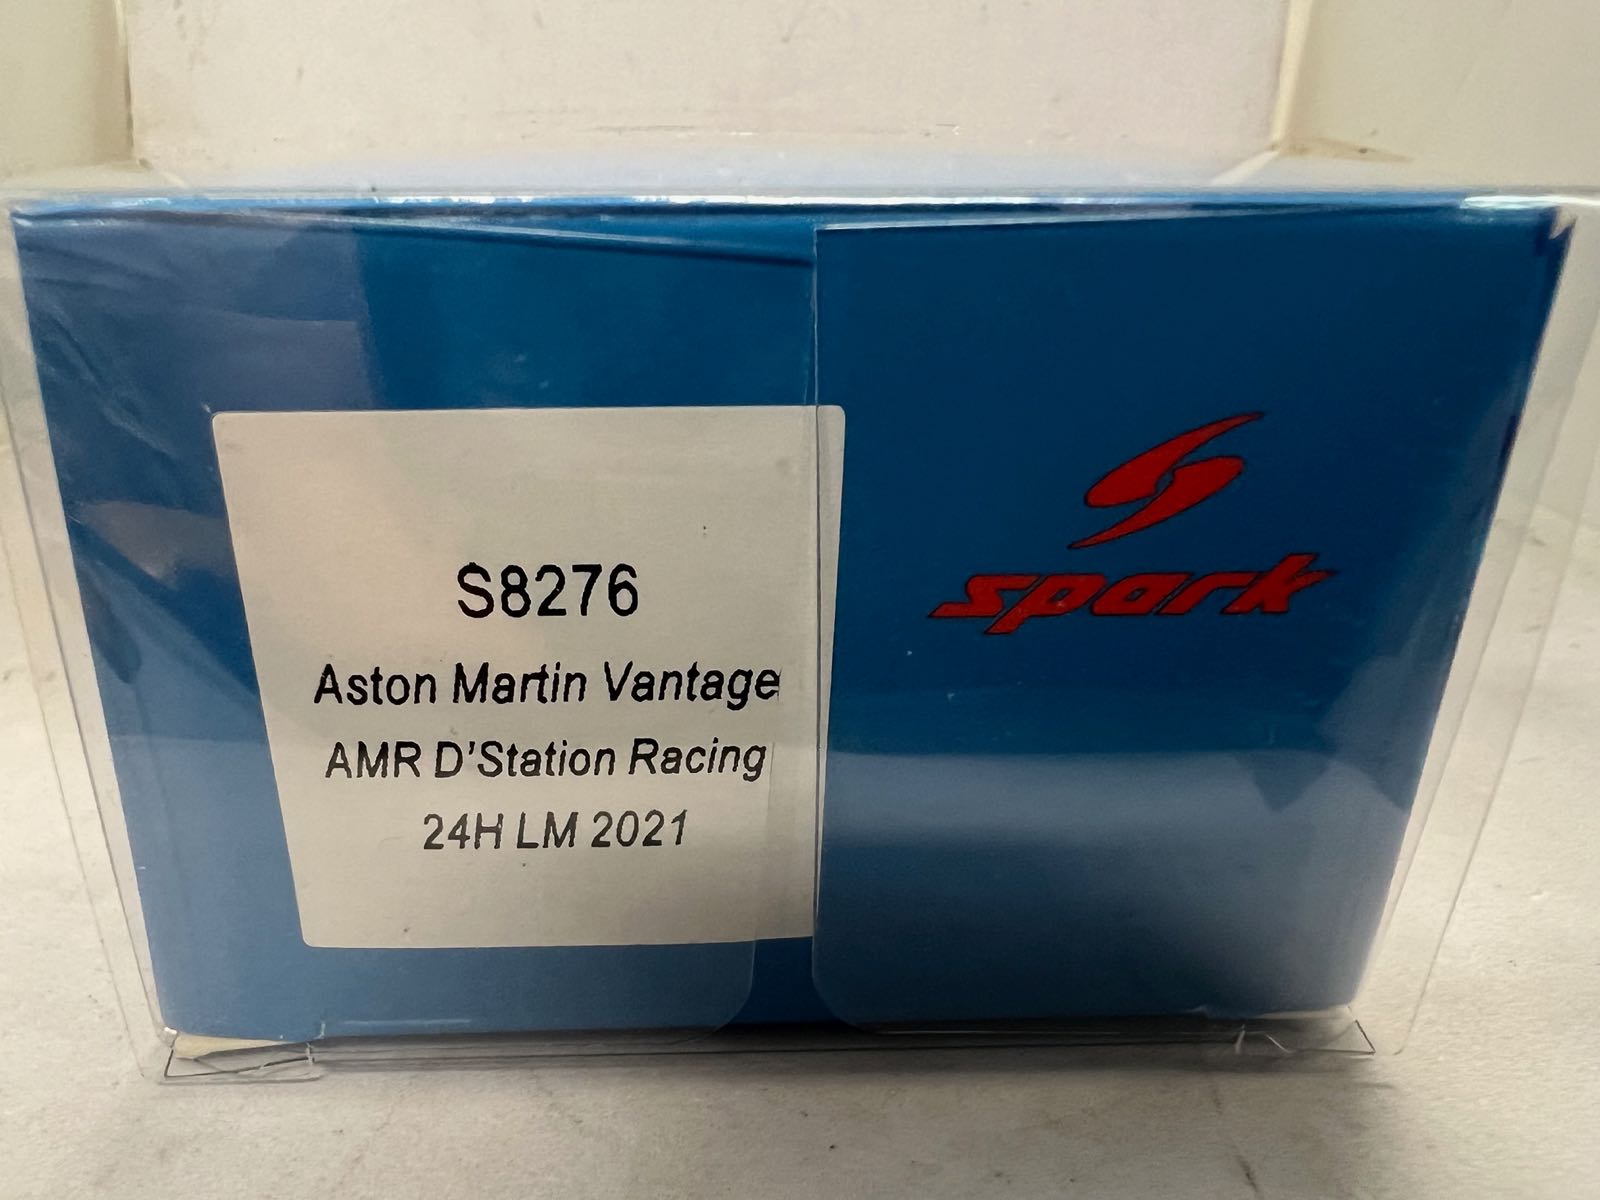 S8276
Aston Martin Vantage
AMR D'Station Racing
24H LM 2021
spark